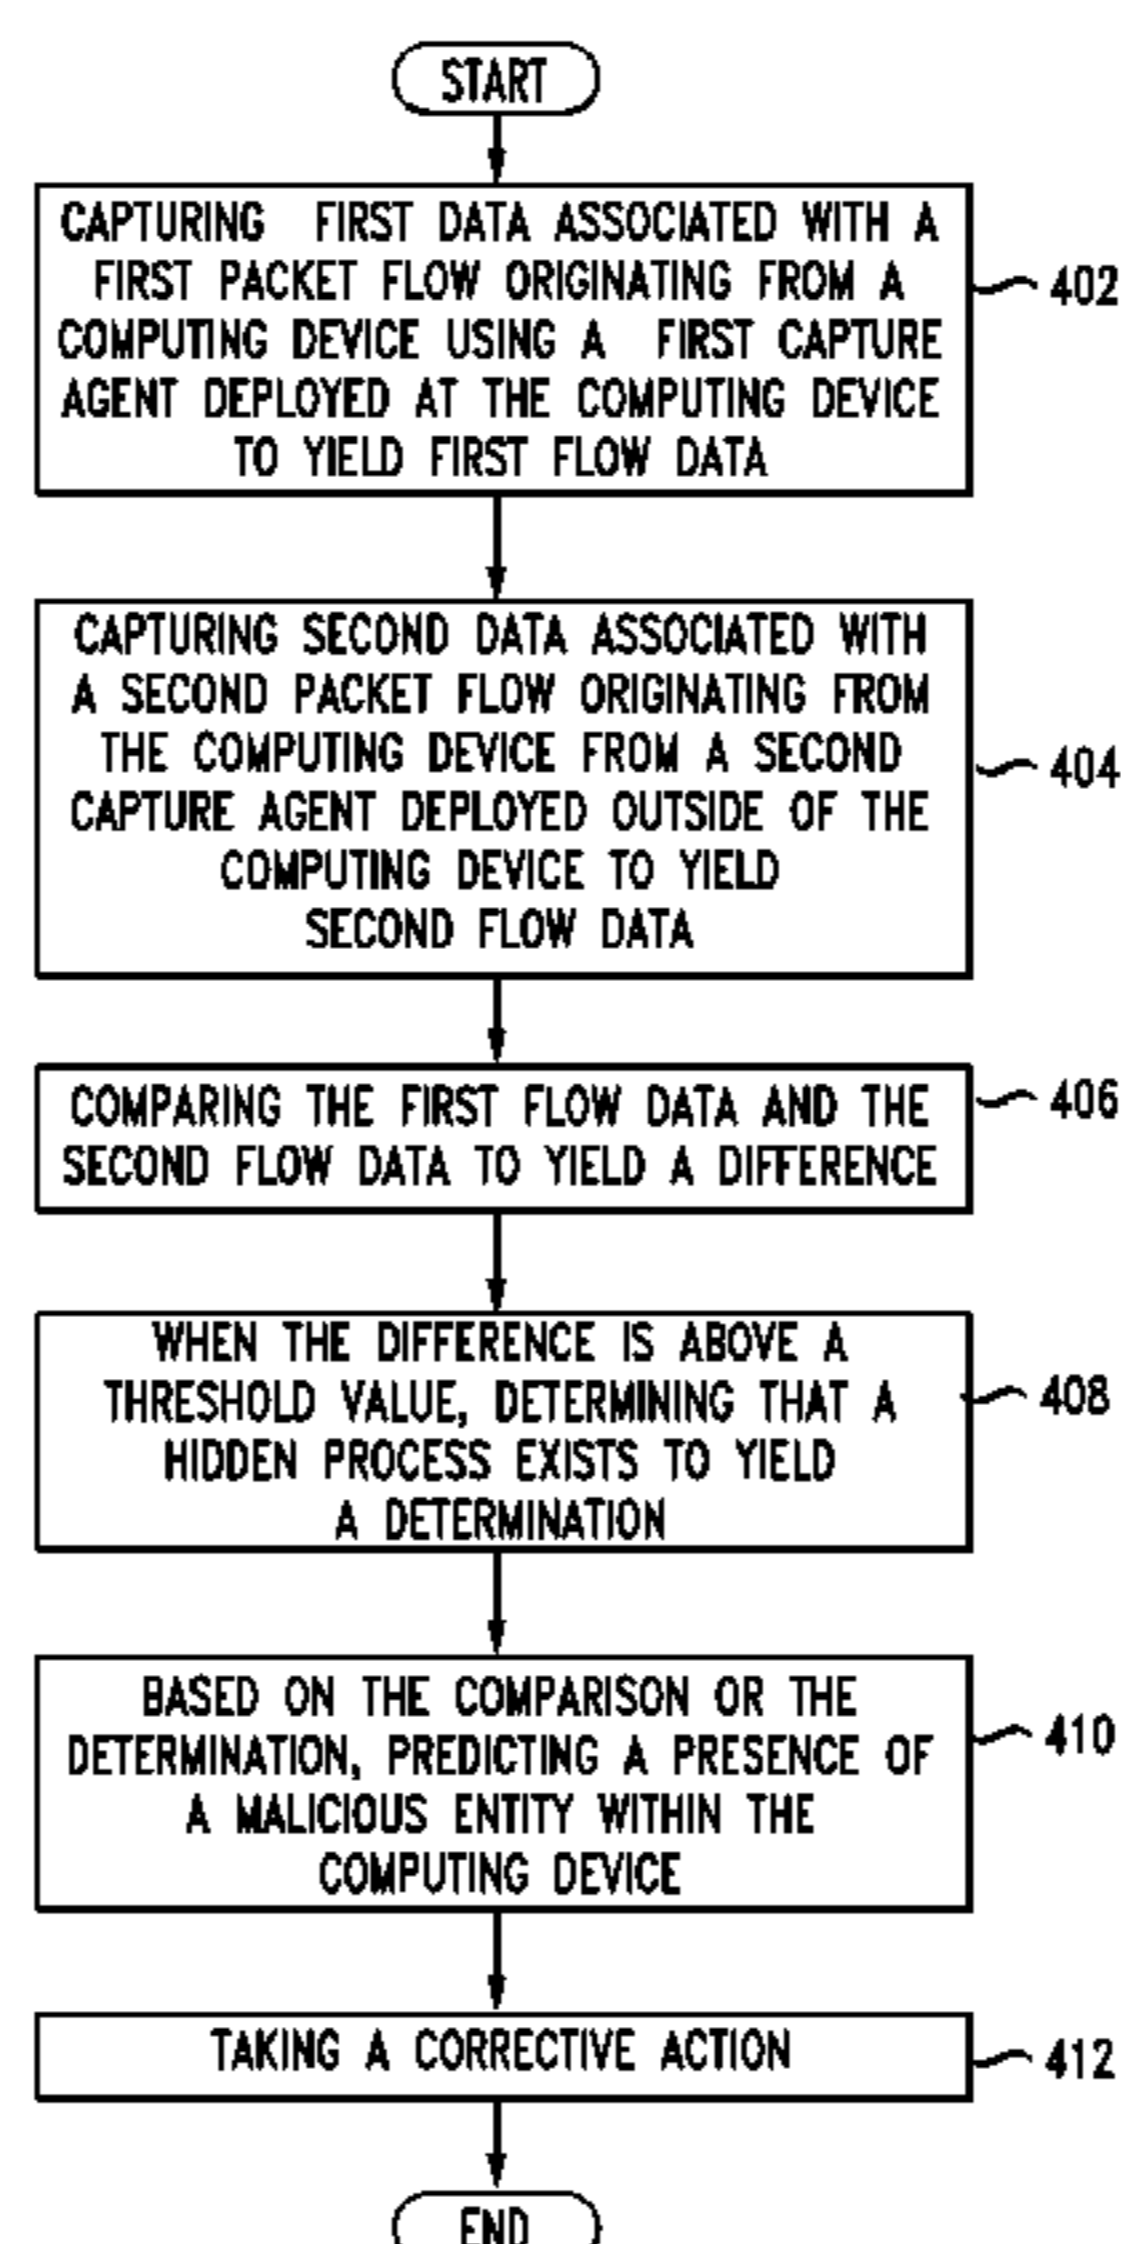 START
CAPTURING FIRST DATA ASSOCIATED WITH A
FIRST PACKET FLOW ORIGINATING FROM A
COMPUTING DEVICE USING A FIRST CAPTURE
AGENT DEPLOYED AT THE COMPUTING DEVICE
TO YIELD FIRST FLOW DATA
402
CAPTURING SECOND DATA ASSOCIATED WITH
A SECOND PACKET FLOW ORIGINATING FROM
THE COMPUTING DEVICE FROM A SECOND
CAPTURE AGENT DEPLOYED OUTSIDE OF THE
COMPUTING DEVICE TO YIELD
SECOND FLOW DATA
404
COMPARING THE FIRST FLOW DATA AND THE
SECOND FLOW DATA TO YIELD A DIFFERENCE
406
WHEN THE DIFFERENCE IS ABOVE A
THRESHOLD VALUE, DETERMINING THAT A
HIDDEN PROCESS EXISTS TO YIELD
A DETERMINATION
408
BASED ON THE COMPARISON OR THE
DETERMINATION, PREDICTING A PRESENCE OF
A MALICIOUS ENTITY WITHIN THE
COMPUTING DEVICE
410
TAKING A CORRECTIVE ACTION
412
END